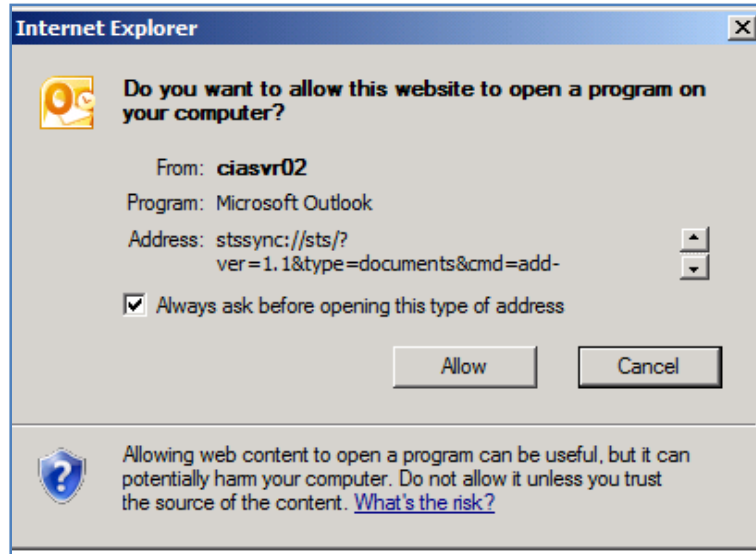 Internet Explorer
Do you want to allow this website to open a program on
your computer?
From: ciasvr02
Program: Microsoft Outlook
Address: stssync://sts/?
ver=1.1&type=documents&cmd=add-
Always ask before opening this type of address
Allow Cancel
Allowing web content to open a program can be useful, but it can
potentially harm your computer. Do not allow it unless you trust
the source of the content. What's the risk?